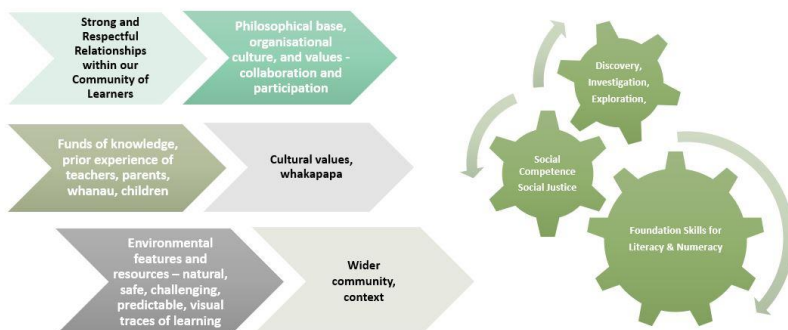 Strong and
Respectful
Relationships
within our
Community of
Learners
Philosophical base,
organisational
culture, and values -
collaboration and
participation
Funds of knowledge,
prior experience of
teachers, parents,
whanau, children
Cultural values,
whakapapa
Environmental
features and
resources – natural,
safe, challenging,
predictable, visual
traces of learning
Wider
community,
context
Discovery,
Investigation,
Exploration,
Social
Competence
Social Justice
Foundation Skills for
Literacy & Numeracy